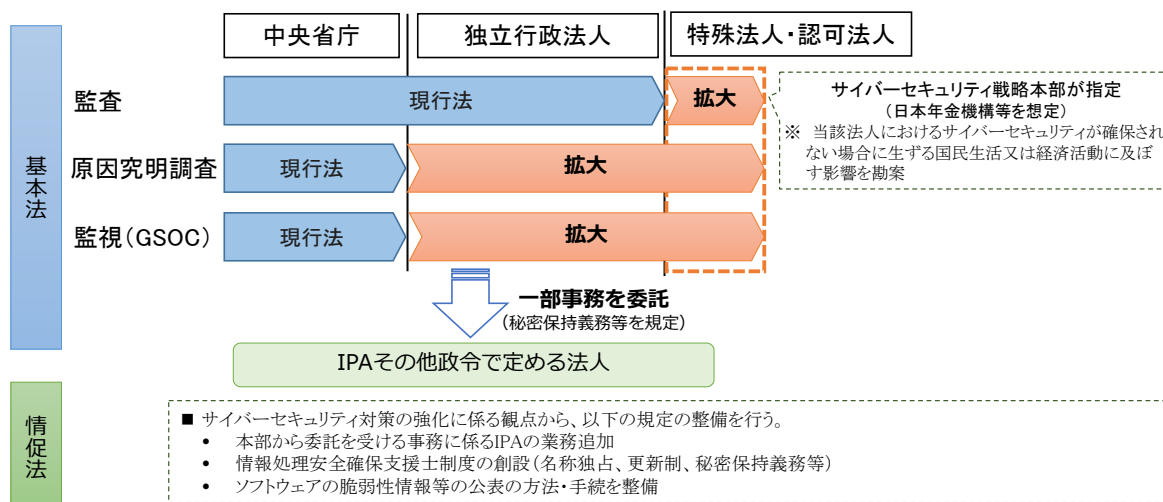 中央省庁
独立行政法人
特殊法人・認可法人
基本法
監査
現行法
拡大
サイバーセキュリティ戦略本部が指定
(日本年金機構等を想定)
※ 当該法人におけるサイバーセキュリティが確保され
ない場合に生ずる国民生活又は経済活動に及ぼ
す影響を勘案
原因究明調査
現行法
拡大
監視(GSOC)
現行法
拡大
一部事務を委託
(秘密保持義務等を規定)
IPAその他政令で定める法人
情促法
■ サイバーセキュリティ対策の強化に係る観点から、以下の規定の整備を行う。
• 本部から委託を受ける事務に係るIPAの業務追加
• 情報処理安全確保支援士制度の創設(名称独占、更新制、秘密保持義務等)
• ソフトウェアの脆弱性情報等の公表の方法・手続を整備